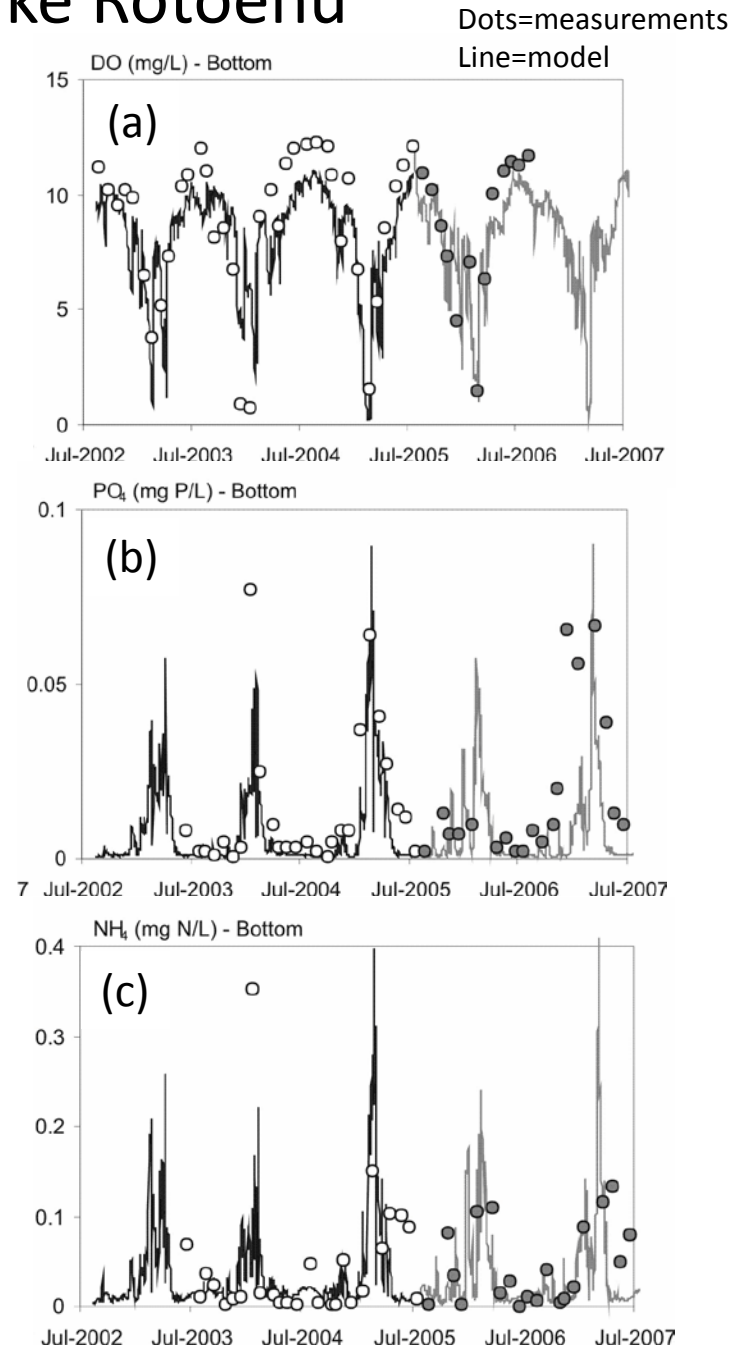 ke Rotoehu
Dots=measurements
Line=model
DO (mg/L) - Bottom
(a)
15
10
5
0
Jul-2002 Jul-2003 Jul-2004 Jul-2005 Jul-2006 Jul-2007
PO4 (mg P/L) - Bottom
(b)
0.1
0.05
0
7 Jul-2002 Jul-2003 Jul-2004 Jul-2005 Jul-2006 Jul-2007
NH4 (mg N/L) - Bottom
(c)
0.4
0.3
0.2
0.1
0
Jul-2002 Jul-2003 Jul-2004 Jul-2005 Jul-2006 Jul-2007